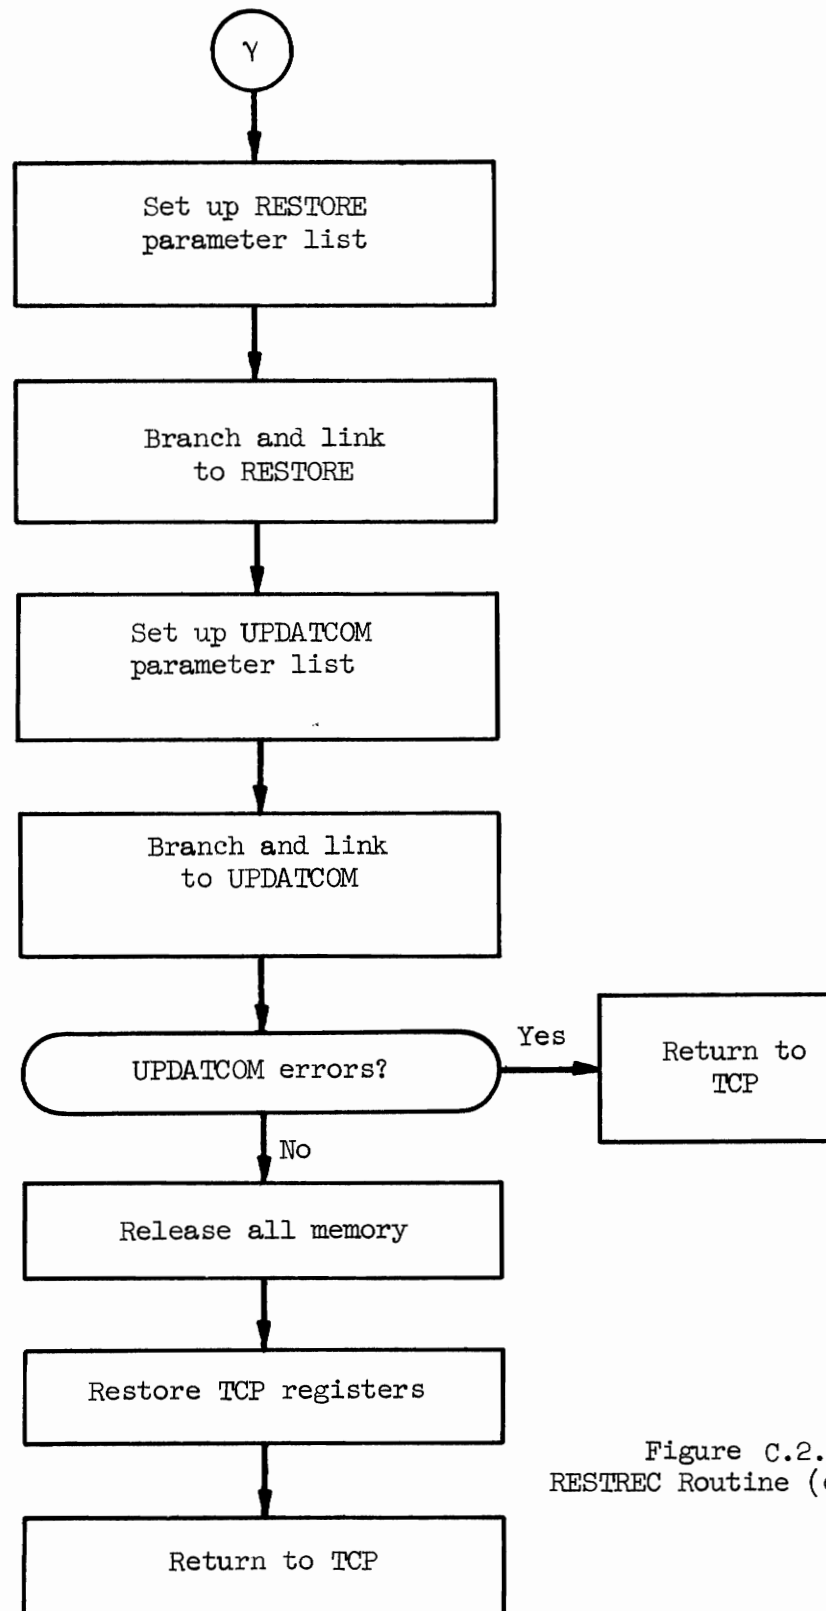 γ
Set up RESTORE
parameter list
Branch and link
to RESTORE
Set up UPDATCOM
parameter list
Branch and link
to UPDATCOM
UPDATCOM errors?
Yes
Return to
TCP
No
Release all memory
Restore TCP registers
Return to TCP
Figure C.2.
RESTREC Routine (